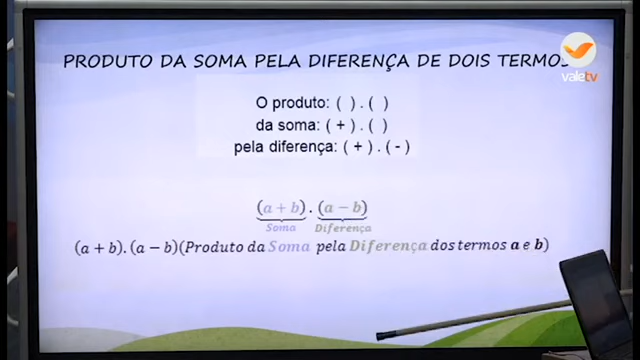 PRODUTO DA SOMA PELA DIFERENÇA DE DOIS TERMOS
valetv
O produto: ( ) . ( )
da soma: ( + ) . ( )
pela diferença: ( + ) . ( - )
(a + b) . (a − b)
Soma Diferença
(a + b). (a − b)(Produto da Soma pela Diferença dos termos a e b)